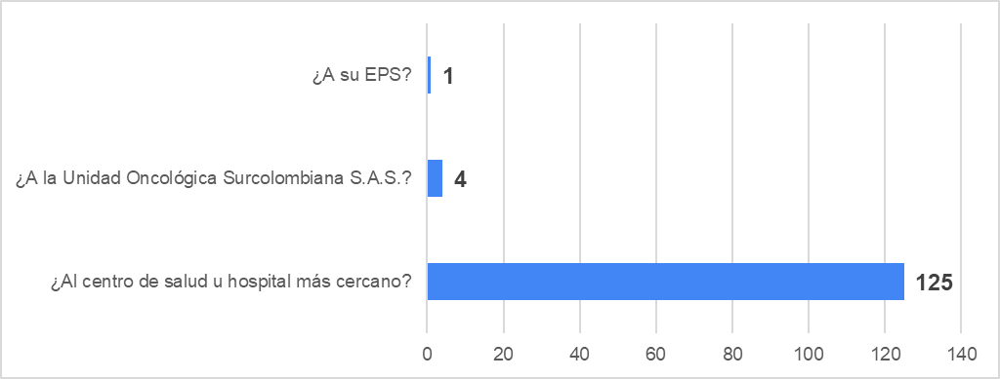 ¿A su EPS?
1
¿A la Unidad Oncológica Surcolombiana S.A.S.?
4
¿Al centro de salud u hospital más cercano?
125
0 20 40 60 80 100 120 140